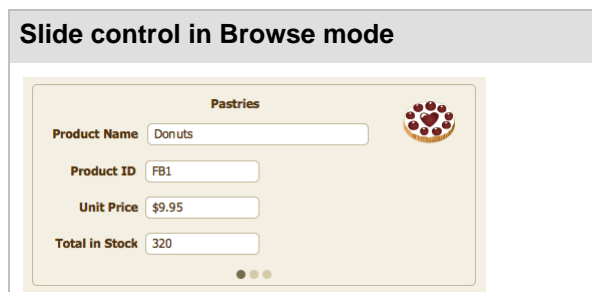 Slide control in Browse mode
Pastries
Product Name Donuts
Product ID FB1
Unit Price $9.95
Total in Stock 320